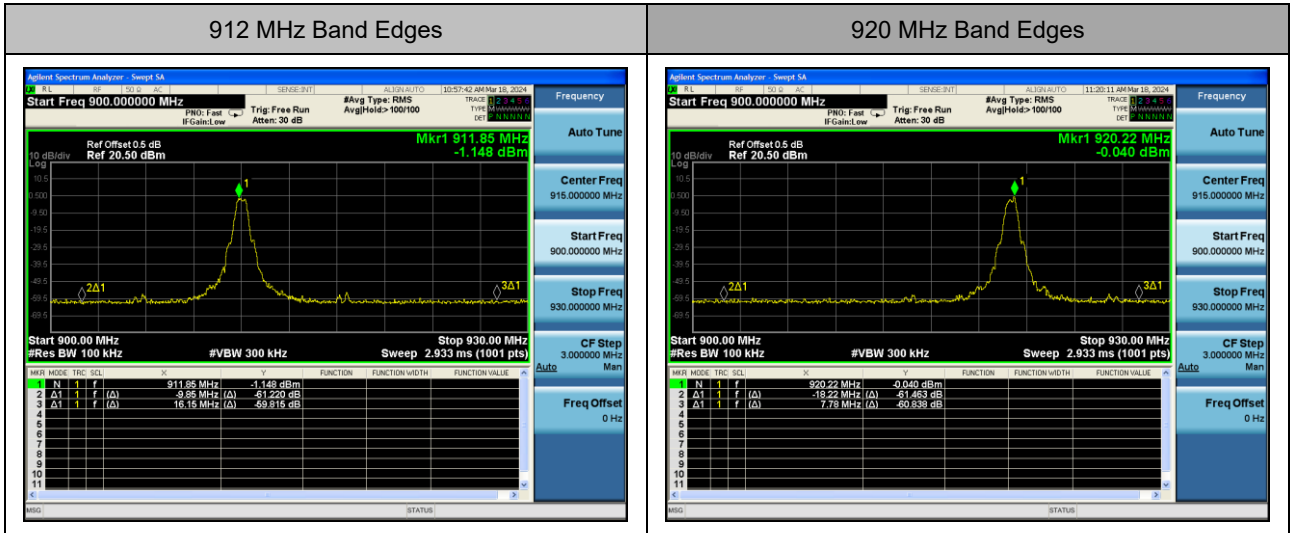 912 MHz Band Edges
Agilent Spectrum Analyzer - Swept SA
RL RF 50 Ω AC SENSE:INT ALIGN AUTO 10:57:42 AM Mar 18, 2024
Start Freq 900.000000 MHz
PNO: Fast
IFGain:Low
Trig: Free Run
Atten: 30 dB
#Avg Type: RMS
Avg|Hold:>100/100
TRACE 1 2 3 4 5 6
TYPE M WWWWW
DET P N N N N N
Ref Offset 0.5 dB
10 dB/div Ref 20.50 dBm
Log
Mkr1 911.85 MHz
-1.148 dBm
10.5
0.500
-9.50
-19.5
-29.5
-39.5
-49.5
-59.5
-69.5
1
2Δ1
3Δ1
Start 900.00 MHz Stop 930.00 MHz
#Res BW 100 kHz #VBW 300 kHz Sweep 2.933 ms (1001 pts)
MKR MODE TRC SCL X Y FUNCTION FUNCTION WIDTH FUNCTION VALUE
1 N 1 f 911.85 MHz -1.148 dBm
2 Δ1 1 f (Δ) -9.85 MHz (Δ) -61.220 dB
3 Δ1 1 f (Δ) 16.15 MHz (Δ) -59.815 dB
4
5
6
7
8
9
10
11
MSG STATUS
Frequency
Auto Tune
Center Freq
915.000000 MHz
Start Freq
900.000000 MHz
Stop Freq
930.000000 MHz
CF Step
3.000000 MHz
Auto Man
Freq Offset
0 Hz
920 MHz Band Edges
Agilent Spectrum Analyzer - Swept SA
RL RF 50 Ω AC SENSE:INT ALIGN AUTO 11:20:11 AM Mar 18, 2024
Start Freq 900.000000 MHz
PNO: Fast
IFGain:Low
Trig: Free Run
Atten: 30 dB
#Avg Type: RMS
Avg|Hold:>100/100
TRACE 1 2 3 4 5 6
TYPE M WWWWW
DET P N N N N N
Ref Offset 0.5 dB
10 dB/div Ref 20.50 dBm
Log
Mkr1 920.22 MHz
-0.040 dBm
10.5
0.500
-9.50
-19.5
-29.5
-39.5
-49.5
-59.5
-69.5
1
2Δ1
3Δ1
Start 900.00 MHz Stop 930.00 MHz
#Res BW 100 kHz #VBW 300 kHz Sweep 2.933 ms (1001 pts)
MKR MODE TRC SCL X Y FUNCTION FUNCTION WIDTH FUNCTION VALUE
1 N 1 f 920.22 MHz -0.040 dBm
2 Δ1 1 f (Δ) -18.22 MHz (Δ) -61.463 dB
3 Δ1 1 f (Δ) 7.78 MHz (Δ) -60.838 dB
4
5
6
7
8
9
10
11
MSG STATUS
Frequency
Auto Tune
Center Freq
915.000000 MHz
Start Freq
900.000000 MHz
Stop Freq
930.000000 MHz
CF Step
3.000000 MHz
Auto Man
Freq Offset
0 Hz